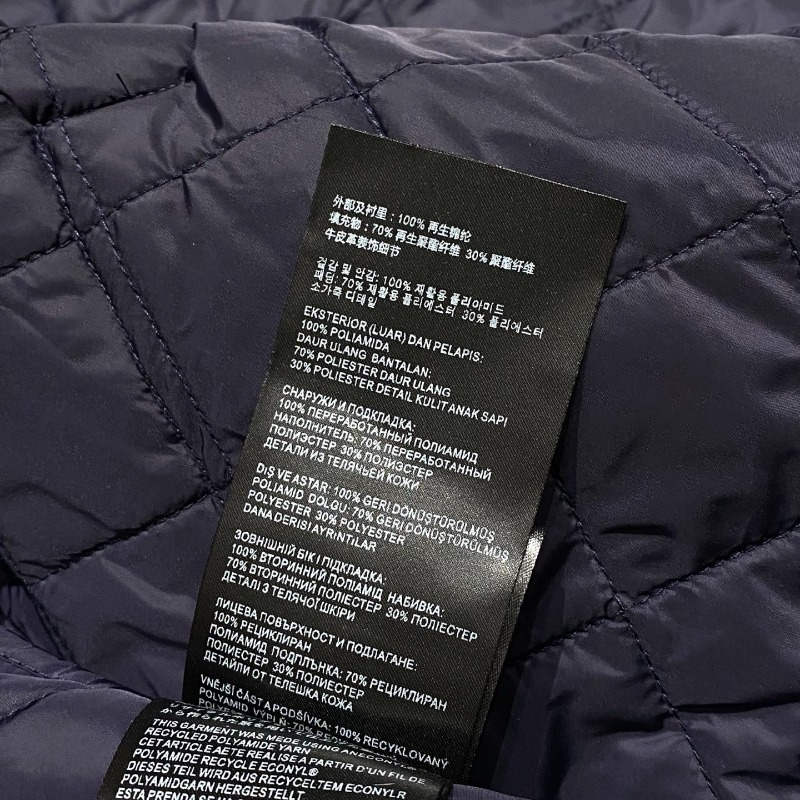 外部及衬里：100% 再生锦纶
填充物：70% 再生聚酯纤维 30% 聚酯纤维
牛皮革装饰细节
겉감 및 안감: 100% 재활용 폴리아미드
패딩: 70% 재활용 폴리에스터 30% 폴리에스터
소가죽 디테일
EKSTERIOR (LUAR) DAN PELAPIS:
100% POLIAMIDA
DAUR ULANG BANTALAN:
70% POLIESTER DAUR ULANG
30% POLIESTER DETAIL KULIT ANAK SAPI
СНАРУЖИ И ПОДКЛАДКА:
100% ПЕРЕРАБОТАННЫЙ ПОЛИАМИД
НАПОЛНИТЕЛЬ: 70% ПЕРЕРАБОТАННЫЙ
ПОЛИЭСТЕР 30% ПОЛИЭСТЕР
ДЕТАЛИ ИЗ ТЕЛЯЧЬЕЙ КОЖИ
DIŞ VE ASTAR: 100% GERİ DÖNÜŞTÜRÜLMÜŞ
POLIAMID DOLGU: 70% GERİ DÖNÜŞTÜRÜLMÜŞ
POLYESTER 30% POLYESTER
DANA DERİSİ AYRINTILAR
ЗОВНІШНІЙ БІК І ПІДКЛАДКА:
100% ВТОРИННИЙ ПОЛІАМІД НАБИВКА:
70% ВТОРИННИЙ ПОЛІЕСТЕР 30% ПОЛІЕСТЕР
ДЕТАЛІ З ТЕЛЯЧОЇ ШКІРИ
ЛИЦЕВА ПОВЪРХНОСТ И ПОДЛАГАНЕ:
100% РЕЦИКЛИРАН
ПОЛИАМИД ПОДПЛЪНКА: 70% РЕЦИКЛИРАН
ПОЛИЕСТЕР 30% ПОЛИЕСТЕР
ДЕТАЙЛИ ОТ ТЕЛЕШКА КОЖА
VNĚJŠÍ ČÁST A PODŠÍVKA: 100% RECYKLOVANÝ
POLYAMID VÝPLŇ 70%
THIS GARMENT WAS MEDE USING ANECONYL
RECYCLED POLYAMIDE YARN
CET ARTICLE AETE REALISE A PARTIR D'UN FIL DE
POLYAMIDE RECYCLE ECONYL®
DIESES TEIL WIRD AUS RECYCELTEM ECONYLR
POLYAMIDGARN HERGESTELLT
ESTA PRENDA SE